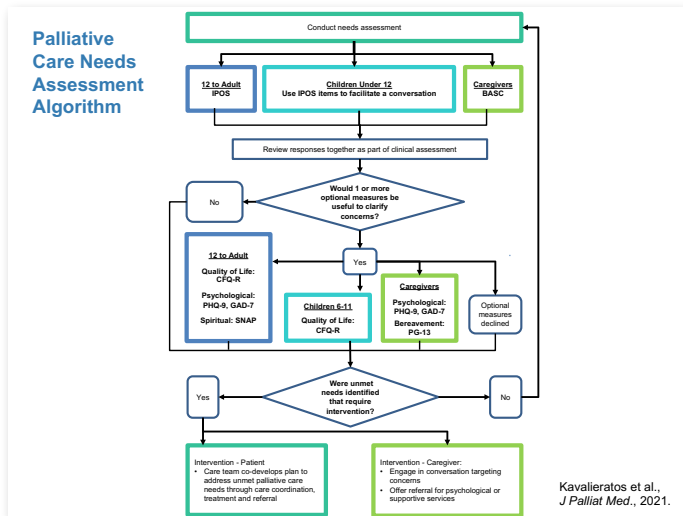 Palliative
Care Needs
Assessment
Algorithm
Conduct needs assessment
12 to Adult
IPOS
Children Under 12
Use IPOS items to facilitate a conversation
Caregivers
BASC
Review responses together as part of clinical assessment
Would 1 or more
optional measures be
useful to clarify
concerns?
No
Yes
12 to Adult
Quality of Life:
CFQ-R
Psychological:
PHQ-9, GAD-7
Spiritual: SNAP
Children 6-11
Quality of Life:
CFQ-R
Caregivers
Psychological:
PHQ-9, GAD-7
Bereavement:
PG-13
Optional
measures
declined
Were unmet
needs identified
that require
intervention?
Yes
No
Intervention - Patient
• Care team co-develops plan to
address unmet palliative care
needs through care coordination,
treatment and referral
Intervention - Caregiver:
• Engage in conversation targeting
concerns
• Offer referral for psychological or
supportive services
Kavalieratos et al.,
J Palliat Med., 2021.